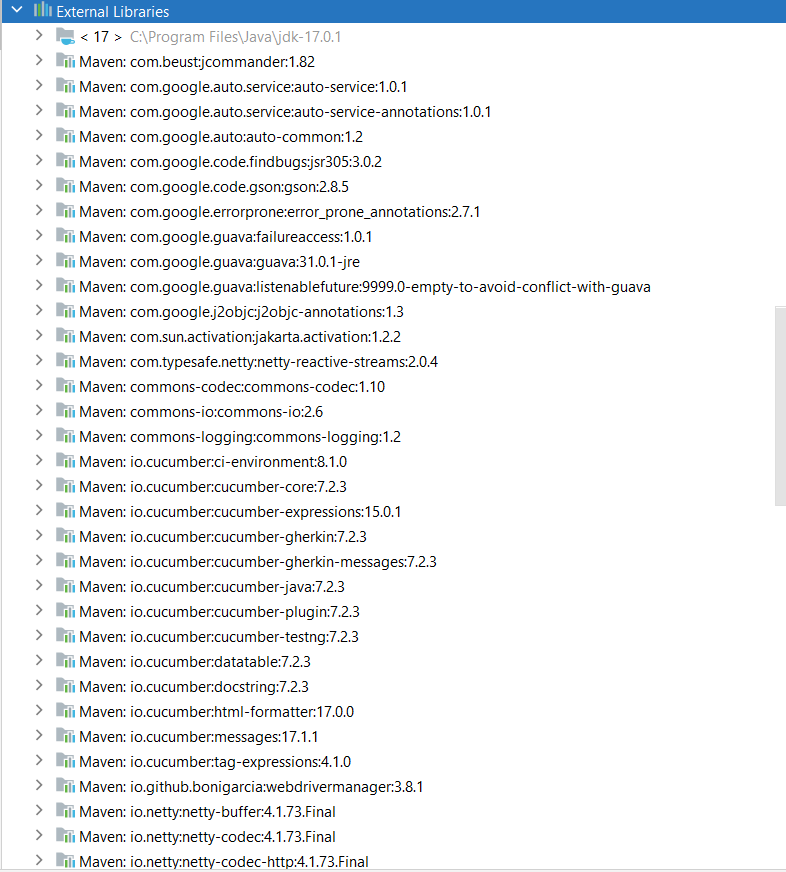 External Libraries
< 17 > C:\Program Files\Java\jdk-17.0.1
Maven: com.beust:jcommander:1.82
Maven: com.google.auto.service:auto-service:1.0.1
Maven: com.google.auto.service:auto-service-annotations:1.0.1
Maven: com.google.auto:auto-common:1.2
Maven: com.google.code.findbugs:jsr305:3.0.2
Maven: com.google.code.gson:gson:2.8.5
Maven: com.google.errorprone:error_prone_annotations:2.7.1
Maven: com.google.guava:failureaccess:1.0.1
Maven: com.google.guava:guava:31.0.1-jre
Maven: com.google.guava:listenablefuture:9999.0-empty-to-avoid-conflict-with-guava
Maven: com.google.j2objc:j2objc-annotations:1.3
Maven: com.sun.activation:jakarta.activation:1.2.2
Maven: com.typesafe.netty:netty-reactive-streams:2.0.4
Maven: commons-codec:commons-codec:1.10
Maven: commons-io:commons-io:2.6
Maven: commons-logging:commons-logging:1.2
Maven: io.cucumber:ci-environment:8.1.0
Maven: io.cucumber:cucumber-core:7.2.3
Maven: io.cucumber:cucumber-expressions:15.0.1
Maven: io.cucumber:cucumber-gherkin:7.2.3
Maven: io.cucumber:cucumber-gherkin-messages:7.2.3
Maven: io.cucumber:cucumber-java:7.2.3
Maven: io.cucumber:cucumber-plugin:7.2.3
Maven: io.cucumber:cucumber-testng:7.2.3
Maven: io.cucumber:datatable:7.2.3
Maven: io.cucumber:docstring:7.2.3
Maven: io.cucumber:html-formatter:17.0.0
Maven: io.cucumber:messages:17.1.1
Maven: io.cucumber:tag-expressions:4.1.0
Maven: io.github.bonigarcia:webdrivermanager:3.8.1
Maven: io.netty:netty-buffer:4.1.73.Final
Maven: io.netty:netty-codec:4.1.73.Final
Maven: io.netty:netty-codec-http:4.1.73.Final